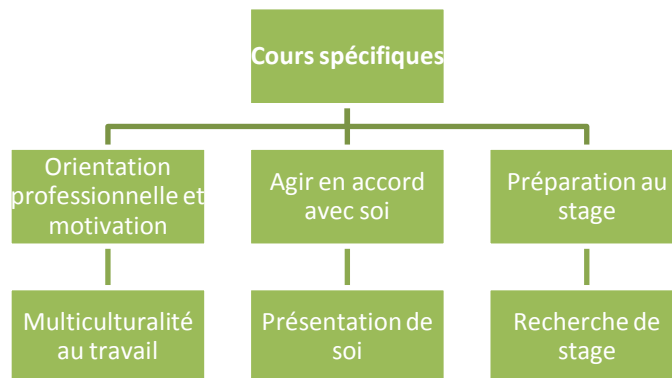 Cours spécifiques
Orientation
professionnelle et
motivation
Agir en accord
avec soi
Préparation au
stage
Multiculturalité
au travail
Présentation de
soi
Recherche de
stage